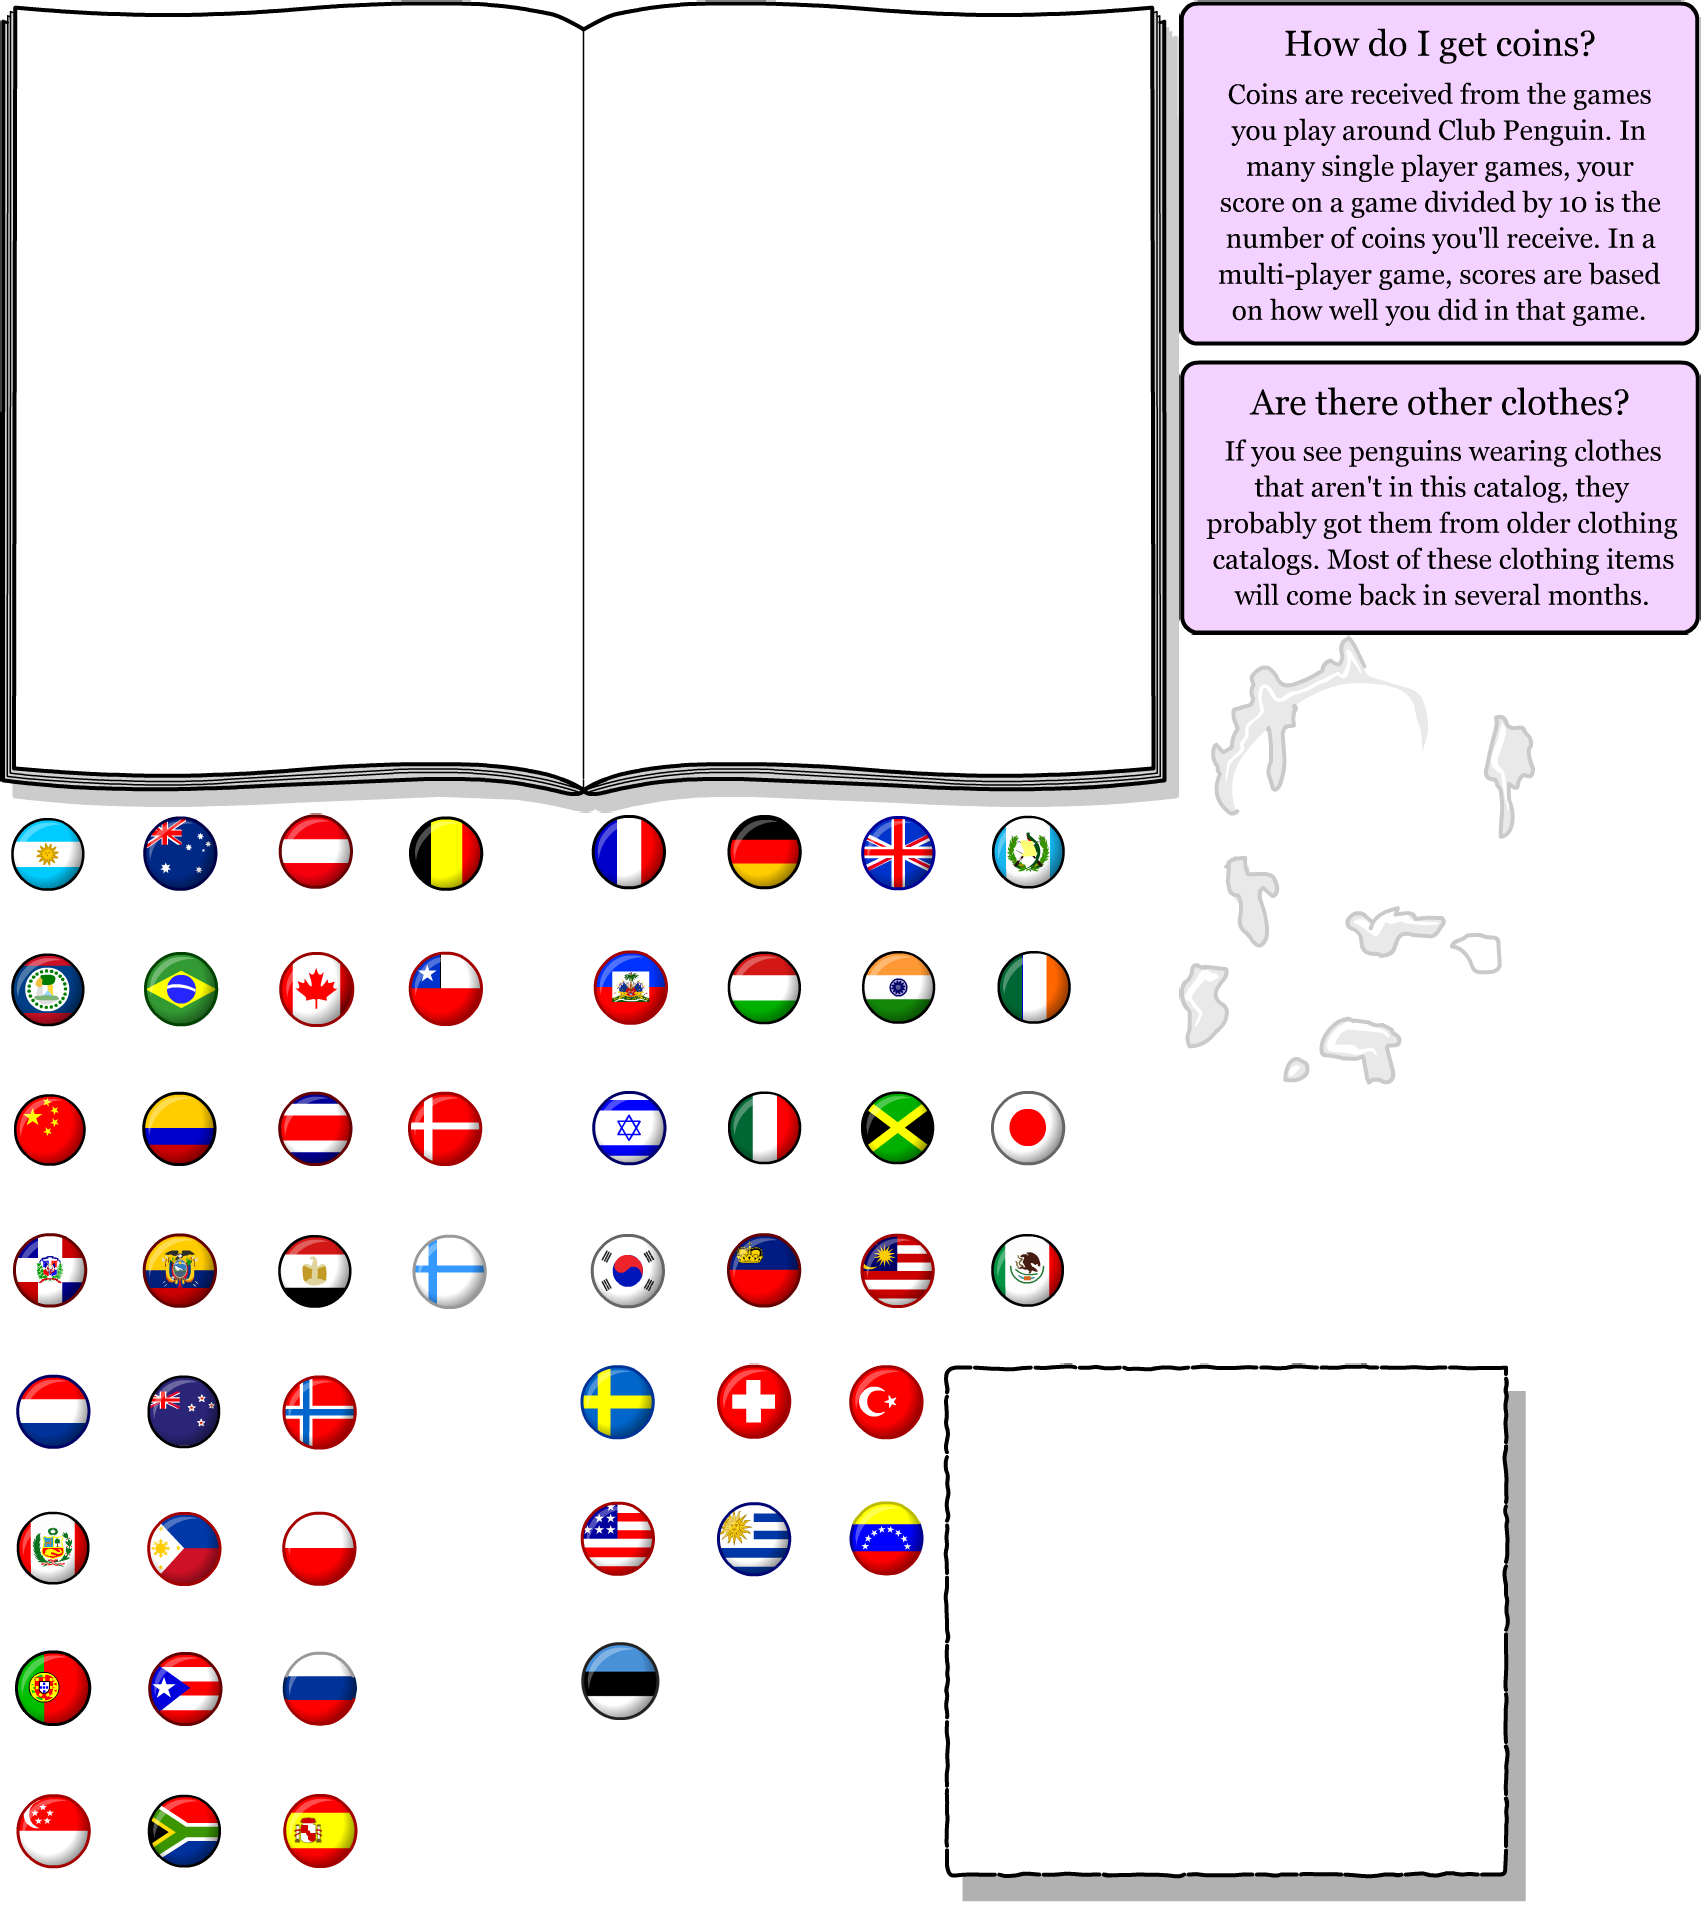 How do I get coins?
Coins are received from the games
you play around Club Penguin. In
many single player games, your
score on a game divided by 10 is the
number of coins you'll receive. In a
multi-player game, scores are based
on how well you did in that game.
Are there other clothes?
If you see penguins wearing clothes
that aren't in this catalog, they
probably got them from older clothing
catalogs. Most of these clothing items
will come back in several months.